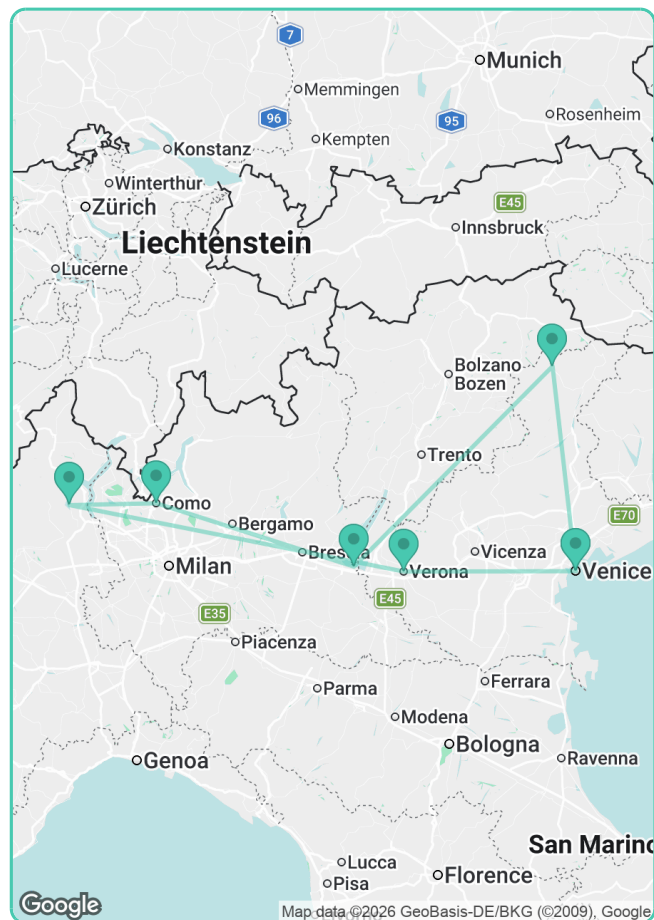 7
Munich
Memmingen
96
95
Rosenheim
Kempten
Konstanz
Winterthur
Zürich
E45
Innsbruck
Liechtenstein
Lucerne
Bolzano
Bozen
Trento
Como
E70
Bergamo
Brescia
Vicenza
Milan
Verona
Venice
E45
E35
Piacenza
Ferrara
Parma
Modena
Bologna
Genoa
Ravenna
San Marino
Lucca
Florence
Pisa
Google
Map data ©2026 GeoBasis-DE/BKG (©2009), Google